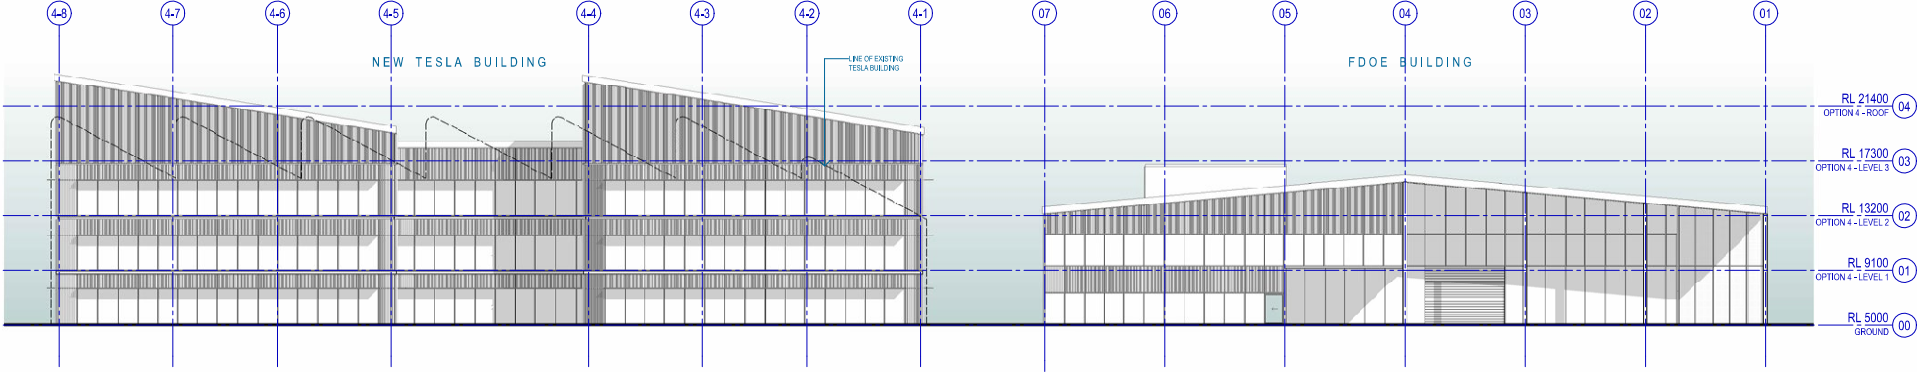 4-8 4-7 4-6 4-5 4-4 4-3 4-2 4-1 07 06 05 04 03 02 01
NEW TESLA BUILDING
LINE OF EXISTING
TESLA BUILDING
FDOE BUILDING
RL 21400
OPTION 4 - ROOF
04
RL 17300
OPTION 4 - LEVEL 3
03
RL 13200
OPTION 4 - LEVEL 2
02
RL 9100
OPTION 4 - LEVEL 1
01
RL 5000
GROUND
00